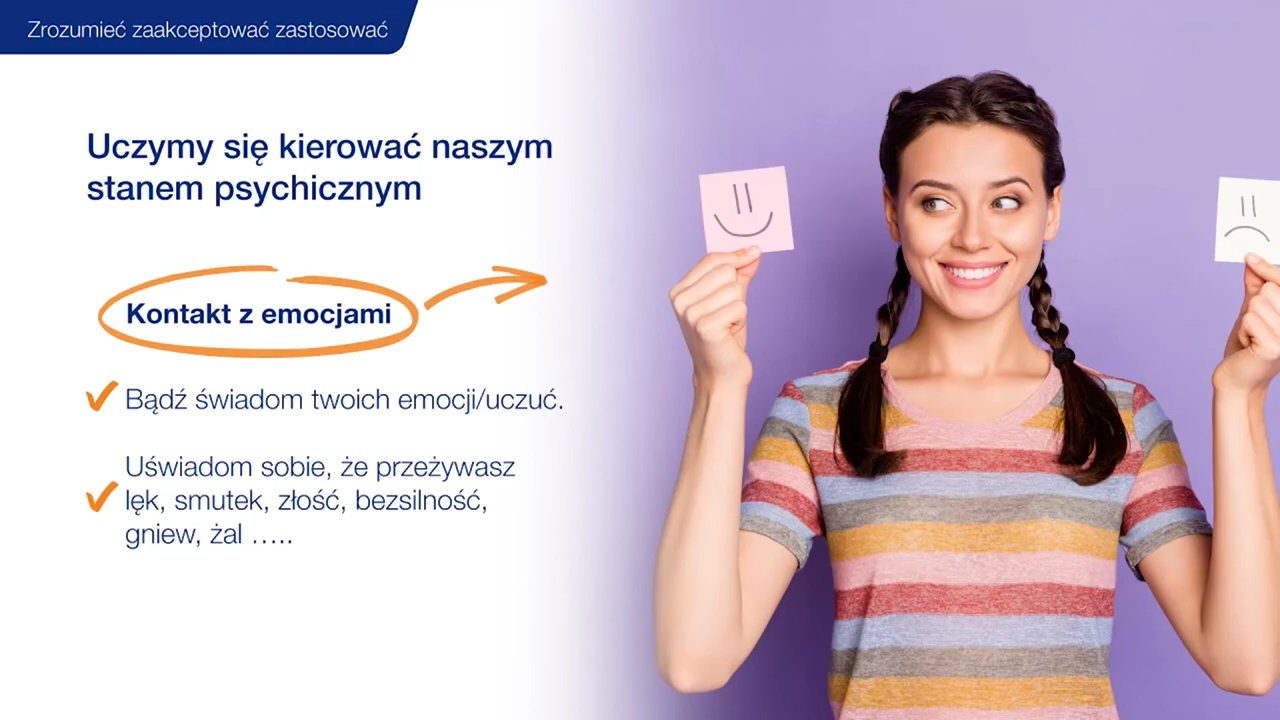 Zrozumieć zaakceptować zastosować
Uczymy się kierować naszym
stanem psychicznym
Kontakt z emocjami
Bądź świadom twoich emocji/uczuć.
Uświadom sobie, że przeżywasz
lęk, smutek, złość, bezsilność,
gniew, żal …..